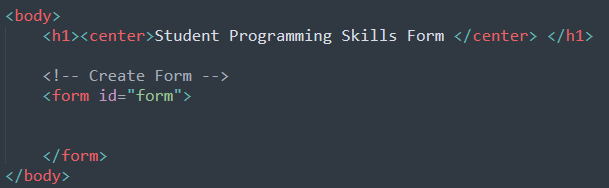 <body>
<h1><center>Student Programming Skills Form </center> </h1>
<!-- Create Form -->
<form id="form">
</form>
</body>